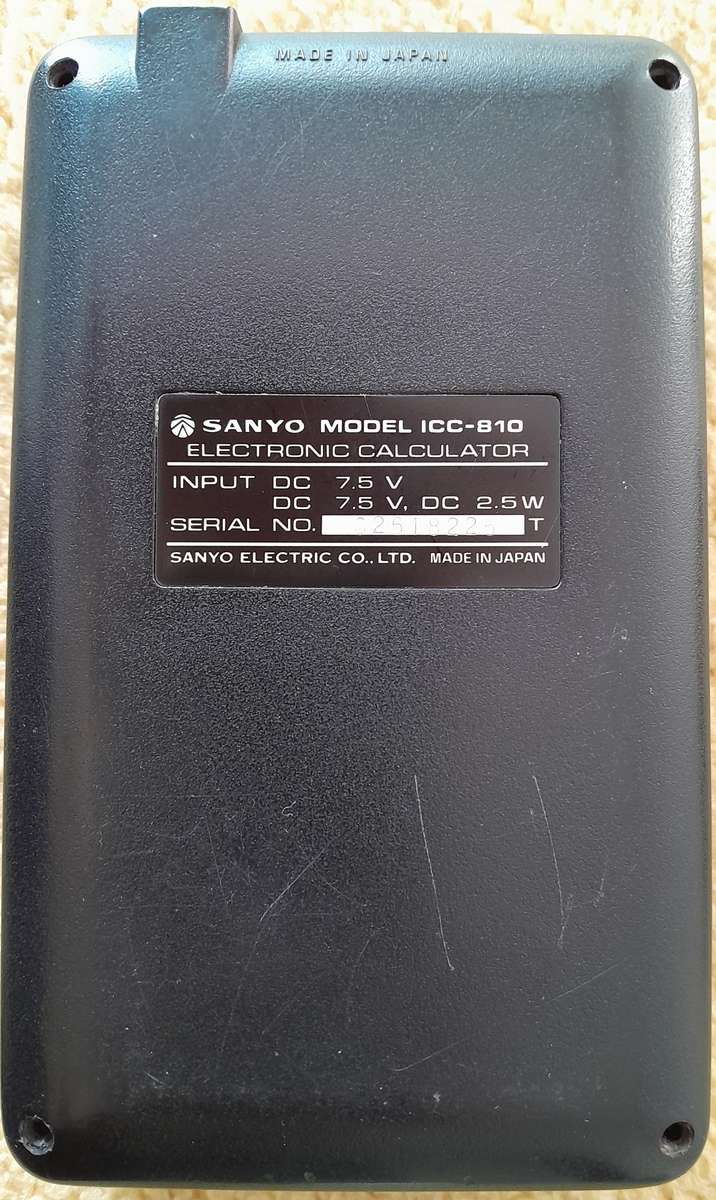 MADE IN JAPAN
SANYO MODEL ICC-810
ELECTRONIC CALCULATOR
INPUT DC 7.5 V
DC 7.5 V, DC 2.5 W
SERIAL NO. T
SANYO ELECTRIC CO., LTD. MADE IN JAPAN